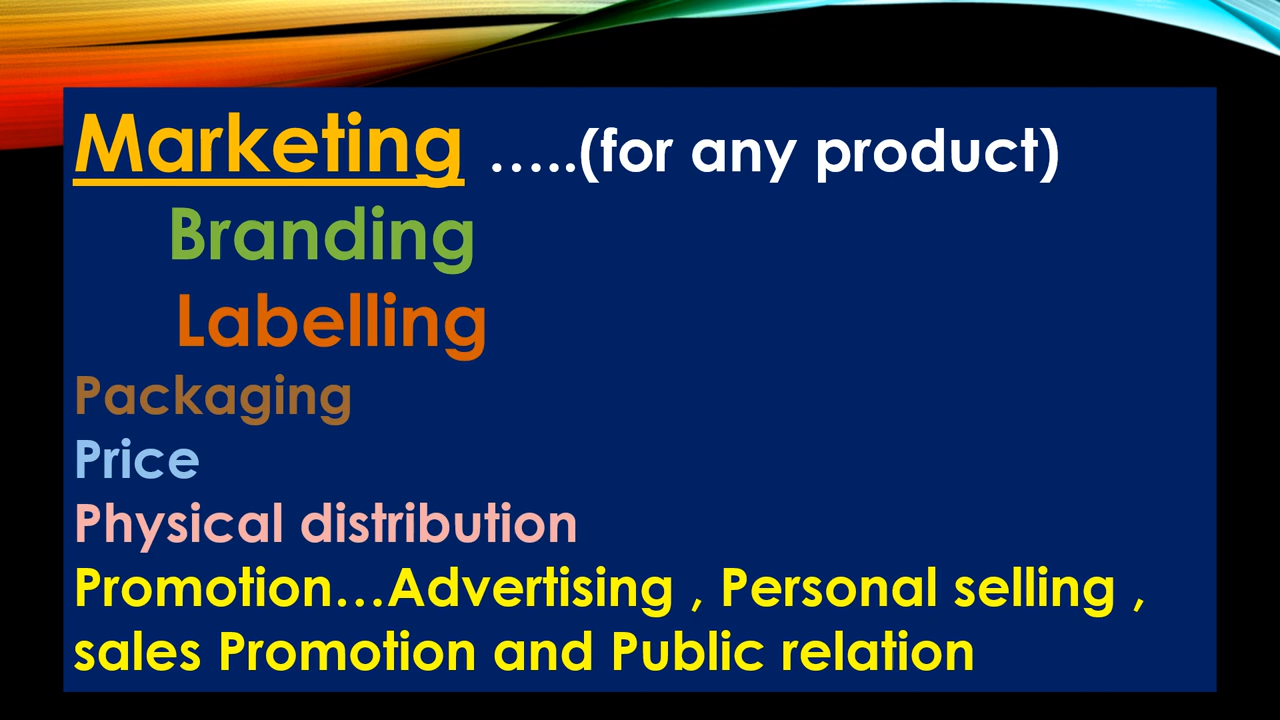 Marketing …..(for any product)
Branding
Labelling
Packaging
Price
Physical distribution
Promotion…Advertising , Personal selling ,
sales Promotion and Public relation